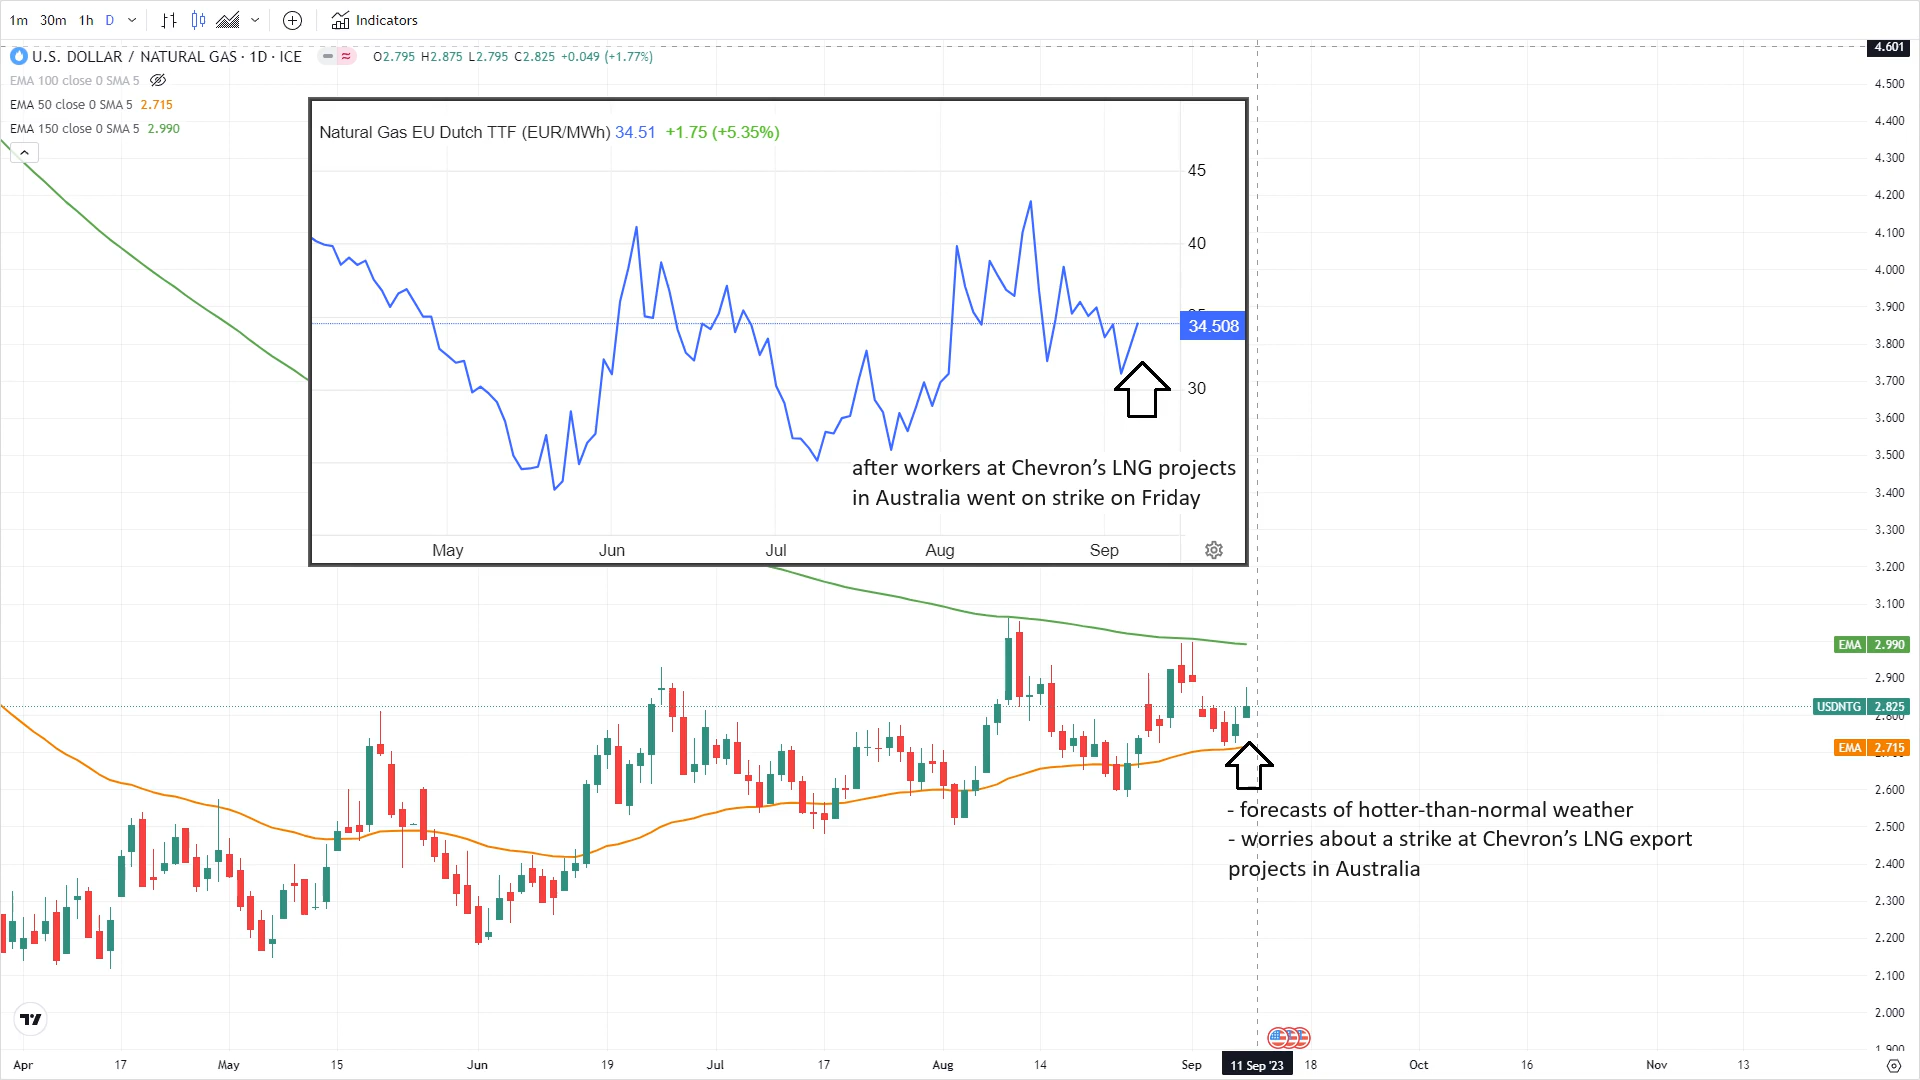 1m 30m 1h D Indicators
4.601
U.S. DOLLAR / NATURAL GAS · 1D · ICE O2.795 H2.875 L2.795 C2.825 +0.049 (+1.77%)
EMA 100 close 0 SMA 5
EMA 50 close 0 SMA 5 2.715
EMA 150 close 0 SMA 5 2.990
Natural Gas EU Dutch TTF (EUR/MWh) 34.51 +1.75 (+5.35%)
45
40
34.508
30
after workers at Chevron’s LNG projects
in Australia went on strike on Friday
May Jun Jul Aug Sep
4.500
4.400
4.300
4.200
4.100
4.000
3.900
3.800
3.700
3.600
3.500
3.400
3.300
3.200
3.100
EMA 2.990
2.900
USDNTG 2.825
2.800
EMA 2.715
2.600
2.500
2.400
2.300
2.200
2.100
2.000
1.900
- forecasts of hotter-than-normal weather
- worries about a strike at Chevron’s LNG export
projects in Australia
Apr 17 May 15 Jun 19 Jul 17 Aug 14 Sep 11 Sep '23 18 Oct 16 Nov 13